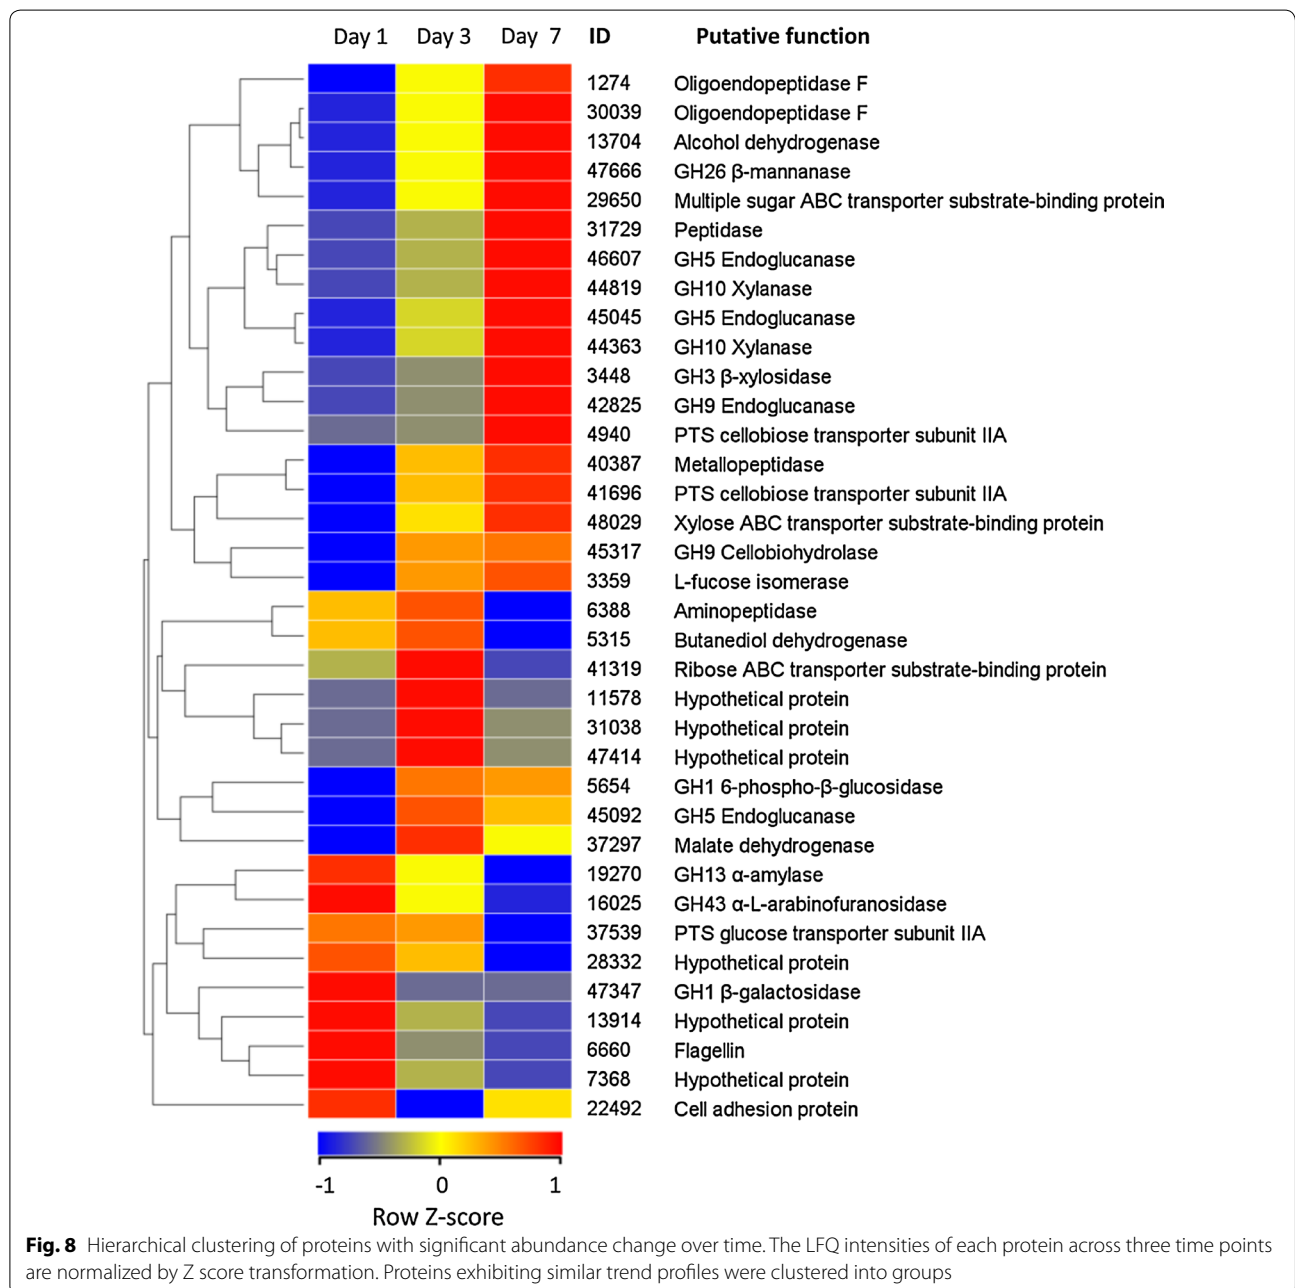 Day 1 Day 3 Day 7 ID Putative function
1274 Oligoendopeptidase F
30039 Oligoendopeptidase F
13704 Alcohol dehydrogenase
47666 GH26 β-mannanase
29650 Multiple sugar ABC transporter substrate-binding protein
31729 Peptidase
46607 GH5 Endoglucanase
44819 GH10 Xylanase
45045 GH5 Endoglucanase
44363 GH10 Xylanase
3448 GH3 β-xylosidase
42825 GH9 Endoglucanase
4940 PTS cellobiose transporter subunit IIA
40387 Metallopeptidase
41696 PTS cellobiose transporter subunit IIA
48029 Xylose ABC transporter substrate-binding protein
45317 GH9 Cellobiohydrolase
3359 L-fucose isomerase
6388 Aminopeptidase
5315 Butanediol dehydrogenase
41319 Ribose ABC transporter substrate-binding protein
11578 Hypothetical protein
31038 Hypothetical protein
47414 Hypothetical protein
5654 GH1 6-phospho-β-glucosidase
45092 GH5 Endoglucanase
37297 Malate dehydrogenase
19270 GH13 α-amylase
16025 GH43 α-L-arabinofuranosidase
37539 PTS glucose transporter subunit IIA
28332 Hypothetical protein
47347 GH1 β-galactosidase
13914 Hypothetical protein
6660 Flagellin
7368 Hypothetical protein
22492 Cell adhesion protein
-1 0 1
Row Z-score
Fig. 8 Hierarchical clustering of proteins with significant abundance change over time. The LFQ intensities of each protein across three time points
are normalized by Z score transformation. Proteins exhibiting similar trend profiles were clustered into groups